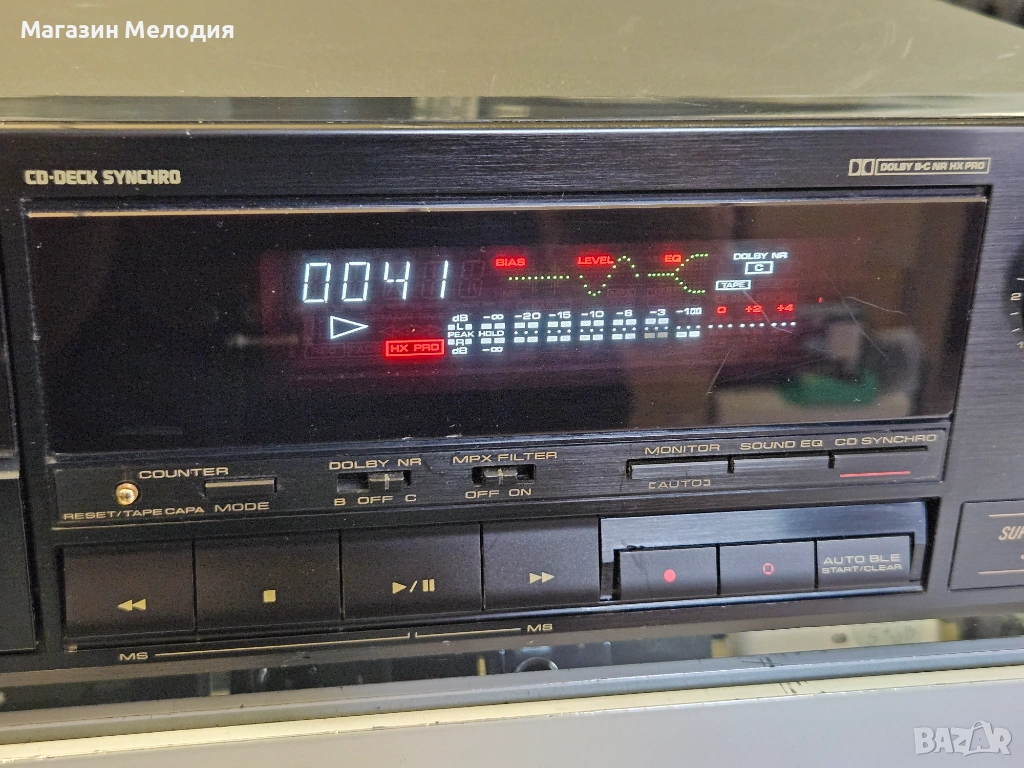 Магазин Мелодия
CD-DECK SYNCHRO
DOLBY B-C NR HX PRO
0041
BIAS LEVEL EQ
DOLBY NR
C
TAPE
dB -∞ -20 -15 -10 -6 -3 0 +2 +4
L
PEAK HOLD
R
dB -∞
HX PRO
COUNTER
RESET/TAPE CAPA MODE
DOLBY NR
B OFF C
MPX FILTER
OFF ON
MONITOR SOUND EQ CD SYNCHRO
AUTO
AUTO BLE
START/CLEAR
MS MS
BAZAR